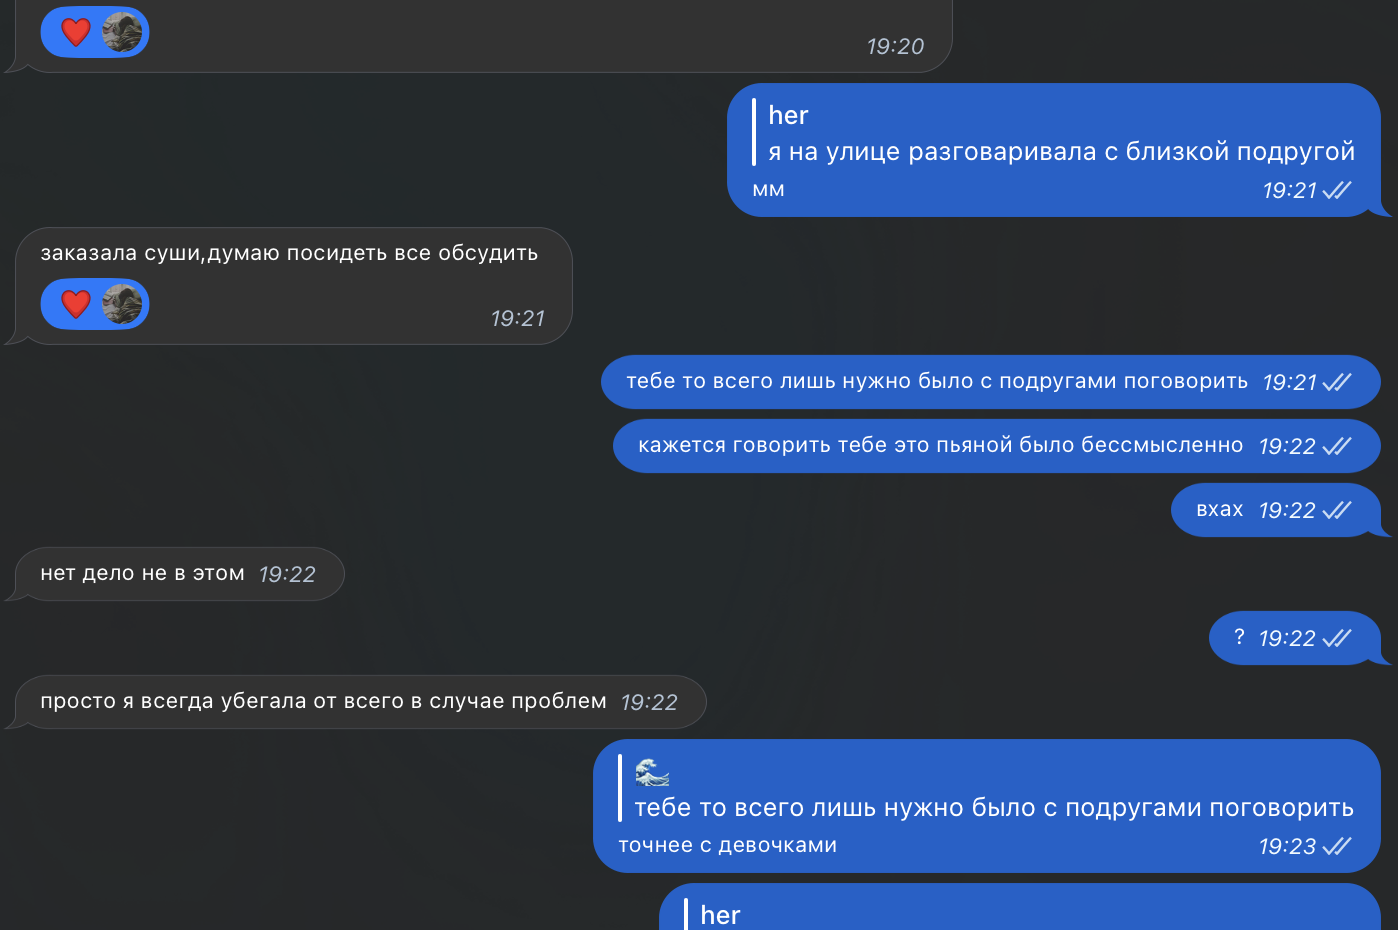 19:20
her
я на улице разговаривала с близкой подругой
мм 19:21
заказала суши,думаю посидеть все обсудить
19:21
тебе то всего лишь нужно было с подругами поговорить 19:21
кажется говорить тебе это пьяной было бессмысленно 19:22
вхах 19:22
нет дело не в этом 19:22
? 19:22
просто я всегда убегала от всего в случае проблем 19:22
тебе то всего лишь нужно было с подругами поговорить
точнее с девочками 19:23
her